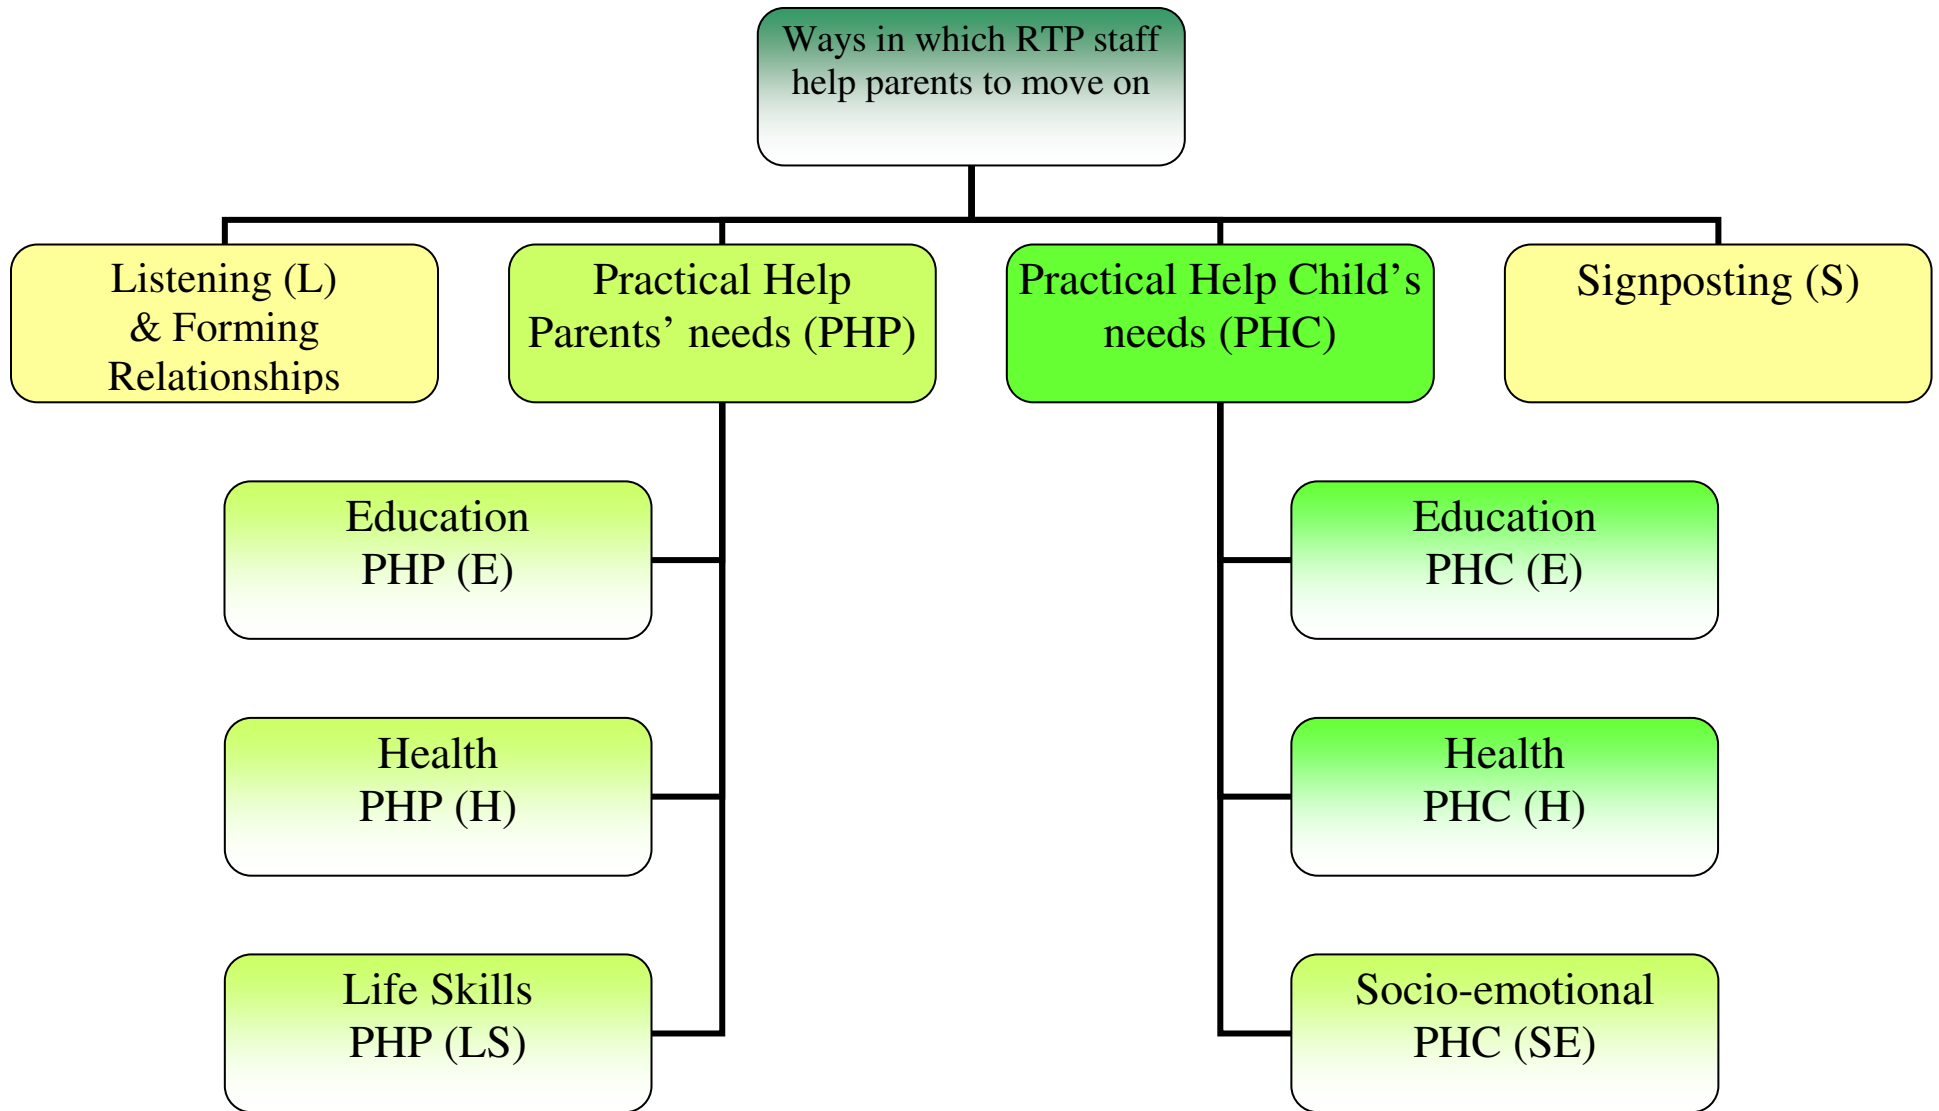 Ways in which RTP staff
help parents to move on
Listening (L)
& Forming
Relationships
Practical Help
Parents’ needs (PHP)
Practical Help Child’s
needs (PHC)
Signposting (S)
Education
PHP (E)
Education
PHC (E)
Health
PHP (H)
Health
PHC (H)
Life Skills
PHP (LS)
Socio-emotional
PHC (SE)